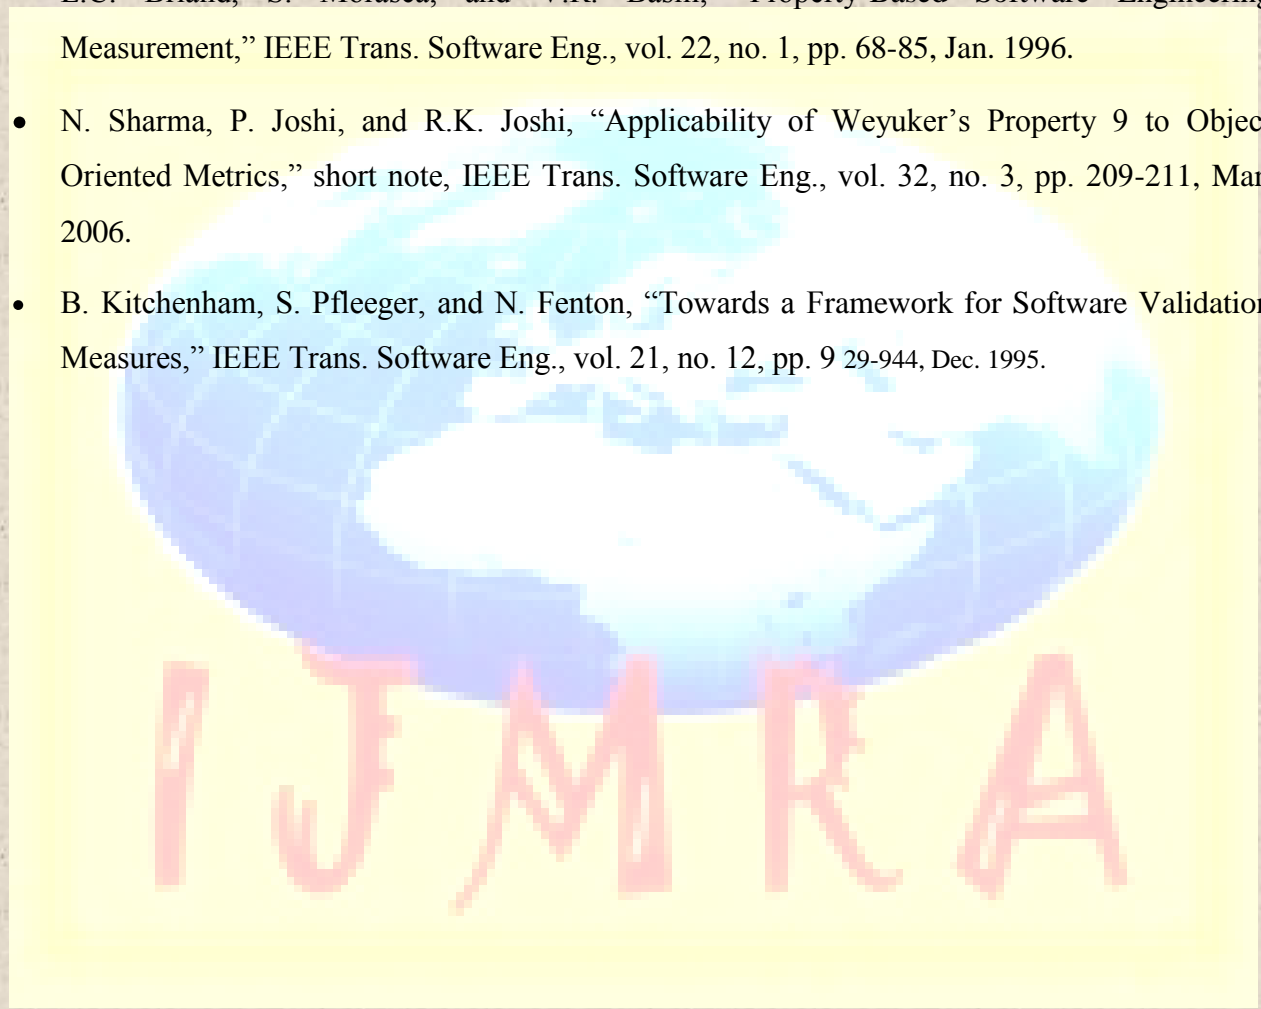 Measurement,” IEEE Trans. Software Eng., vol. 22, no. 1, pp. 68-85, Jan. 1996.
• N. Sharma, P. Joshi, and R.K. Joshi, “Applicability of Weyuker’s Property 9 to Objec
Oriented Metrics,” short note, IEEE Trans. Software Eng., vol. 32, no. 3, pp. 209-211, Mar
2006.
• B. Kitchenham, S. Pfleeger, and N. Fenton, “Towards a Framework for Software Validation
Measures,” IEEE Trans. Software Eng., vol. 21, no. 12, pp. 9 29-944, Dec. 1995.
IJMRA